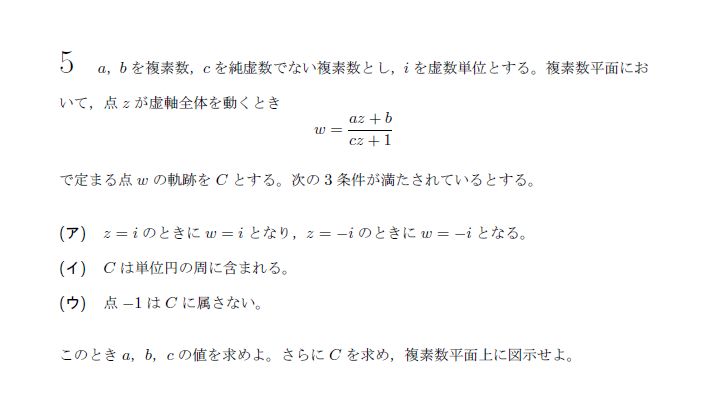 5 a，b を複素数，c を純虚数でない複素数とし，i を虚数単位とする。複素数平面にお
いて，点 z が虚軸全体を動くとき
w = \frac{az + b}{cz + 1}
で定まる点 w の軌跡を C とする。次の 3 条件が満たされているとする。
(ア) z = i のときに w = i となり，z = −i のときに w = −i となる。
(イ) C は単位円の周に含まれる。
(ウ) 点 −1 は C に属さない。
このとき a，b，c の値を求めよ。さらに C を求め，複素数平面上に図示せよ。